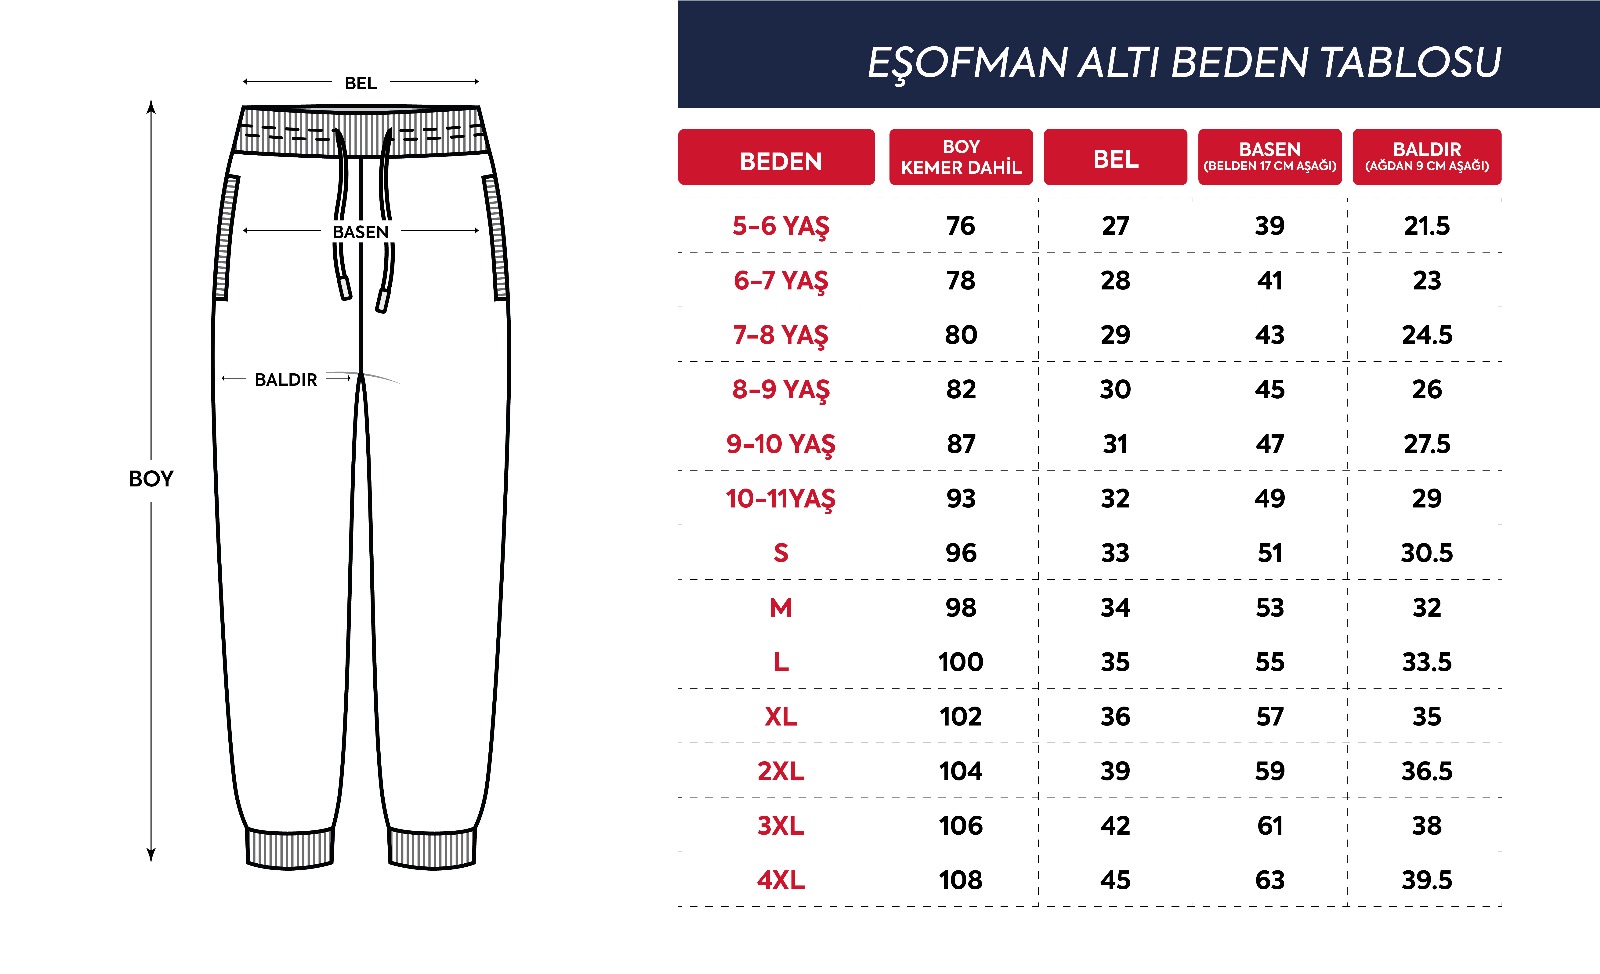 BEL
BASEN
BALDIR
BOY
EŞOFMAN ALTI BEDEN TABLOSU
BEDEN BOY KEMER DAHİL BEL BASEN (BELDEN 17 CM AŞAĞI) BALDIR (AĞDAN 9 CM AŞAĞI)
5-6 YAŞ 76 27 39 21.5
6-7 YAŞ 78 28 41 23
7-8 YAŞ 80 29 43 24.5
8-9 YAŞ 82 30 45 26
9-10 YAŞ 87 31 47 27.5
10-11YAŞ 93 32 49 29
S 96 33 51 30.5
M 98 34 53 32
L 100 35 55 33.5
XL 102 36 57 35
2XL 104 39 59 36.5
3XL 106 42 61 38
4XL 108 45 63 39.5